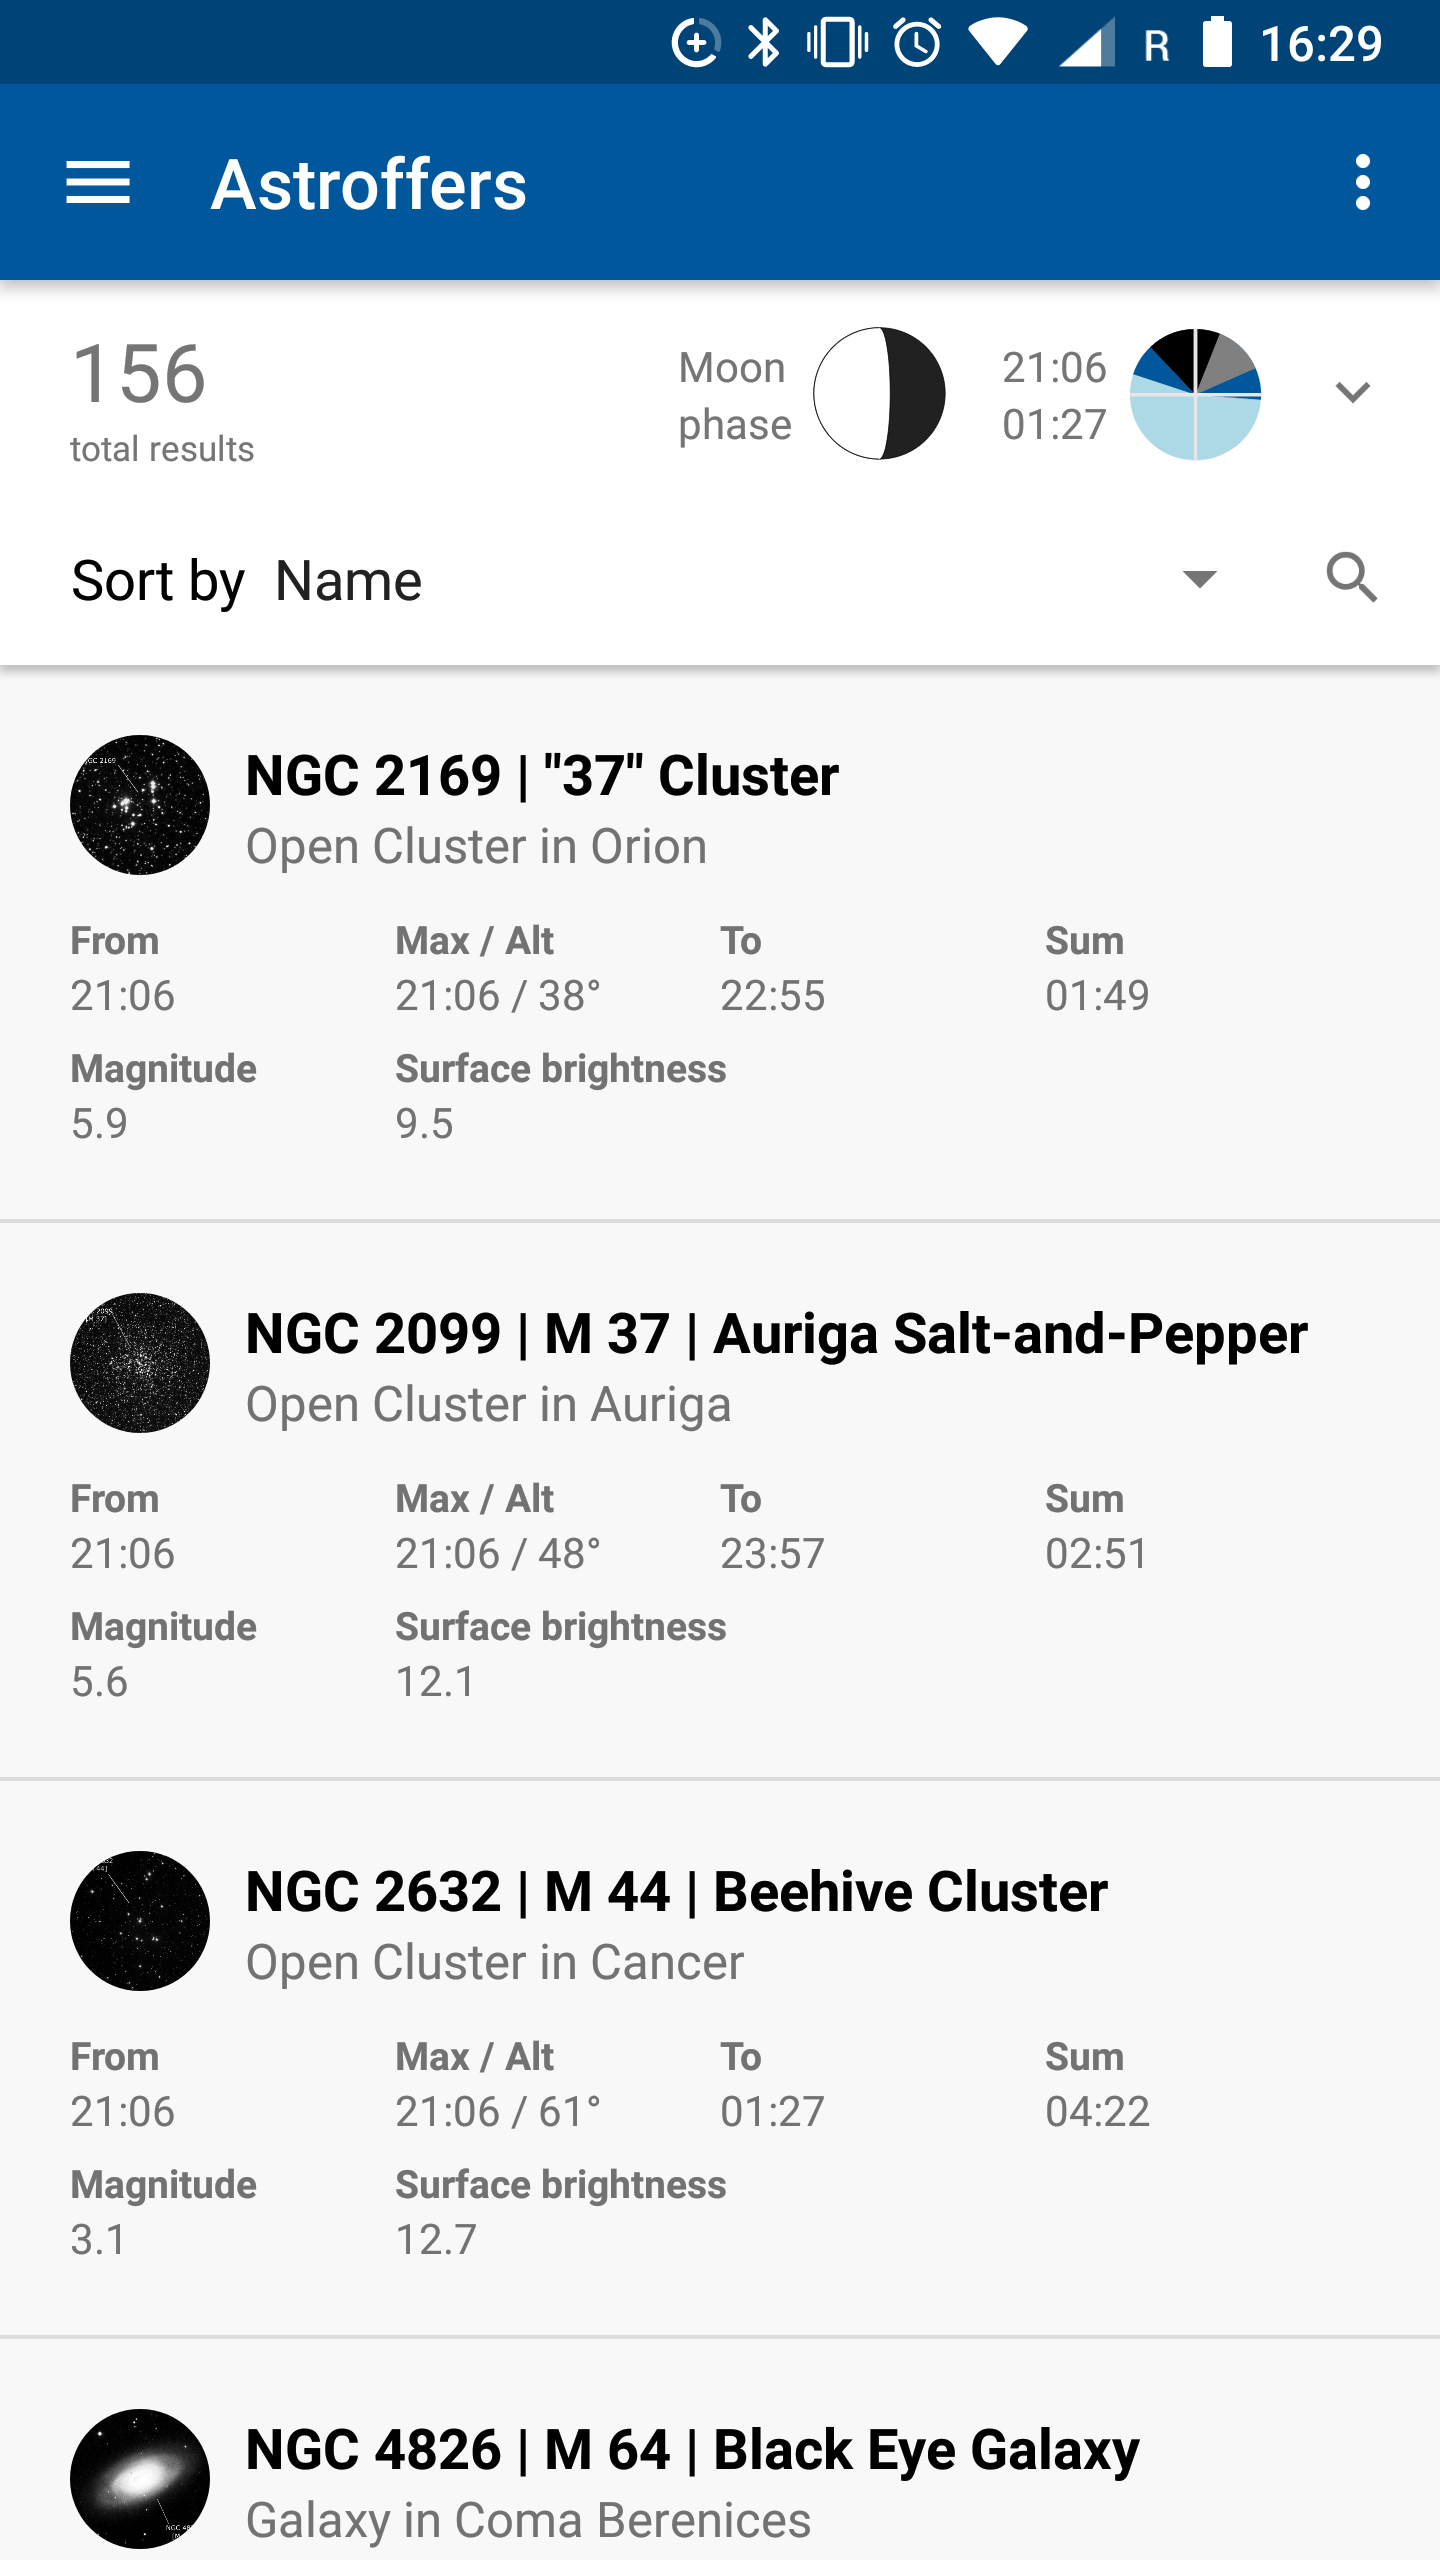 R 16:29
Astroffers
156
total results
Moon
phase
21:06
01:27
Sort by Name
NGC 2169
NGC 2169 | "37" Cluster
Open Cluster in Orion
From Max / Alt To Sum
21:06 21:06 / 38° 22:55 01:49
Magnitude Surface brightness
5.9 9.5
NGC 2099 | M 37 | Auriga Salt-and-Pepper
Open Cluster in Auriga
From Max / Alt To Sum
21:06 21:06 / 48° 23:57 02:51
Magnitude Surface brightness
5.6 12.1
NGC 2632 | M 44 | Beehive Cluster
Open Cluster in Cancer
From Max / Alt To Sum
21:06 21:06 / 61° 01:27 04:22
Magnitude Surface brightness
3.1 12.7
NGC 4826 | M 64 | Black Eye Galaxy
Galaxy in Coma Berenices